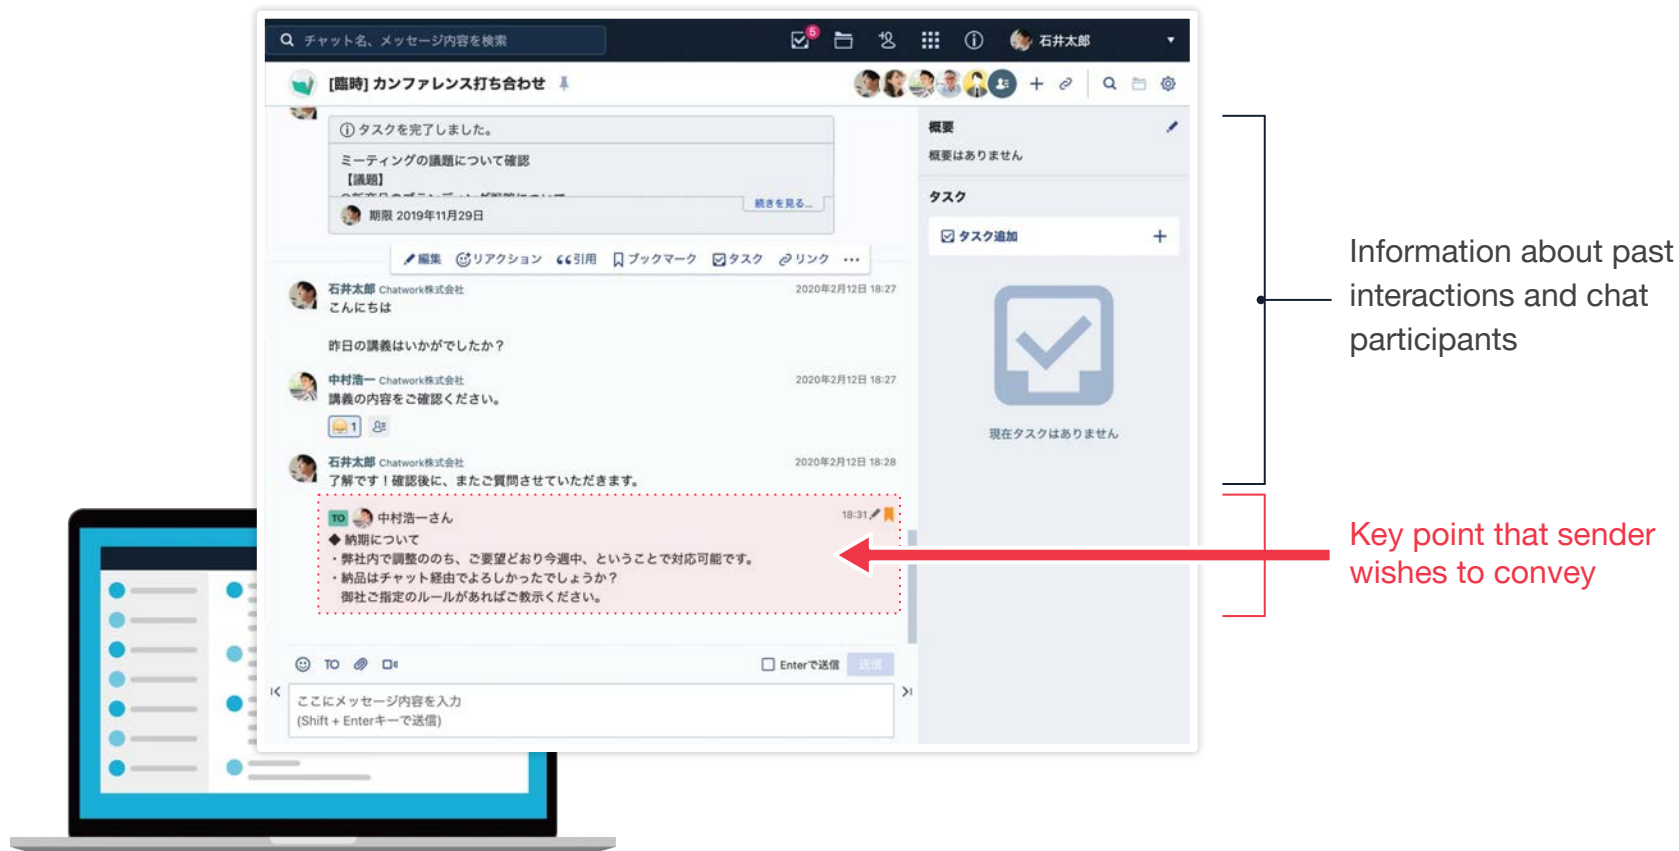 チャット名、メッセージ内容を検索
5
石井太郎
[臨時] カンファレンス打ち合わせ
タスクを完了しました。
ミーティングの議題について確認
【議題】
続きを見る...
期限 2019年11月29日
編集 リアクション 引用 ブックマーク タスク リンク
石井太郎 Chatwork株式会社 2020年2月12日 18:27
こんにちは
昨日の講義はいかがでしたか？
中村浩一 Chatwork株式会社 2020年2月12日 18:27
講義の内容をご確認ください。
1
石井太郎 Chatwork株式会社 2020年2月12日 18:28
了解です！確認後に、またご質問させていただきます。
TO 中村浩一さん 18:31
◆ 納期について
・弊社内で調整ののち、ご要望どおり今週中、ということで対応可能です。
・納品はチャット経由でよろしかったでしょうか？
御社ご指定のルールがあればご教示ください。
TO
Enterで送信 送信
ここにメッセージ内容を入力
(Shift + Enterキーで送信)
概要
概要はありません
タスク
タスク追加
現在タスクはありません
Information about past
interactions and chat
participants
Key point that sender
wishes to convey